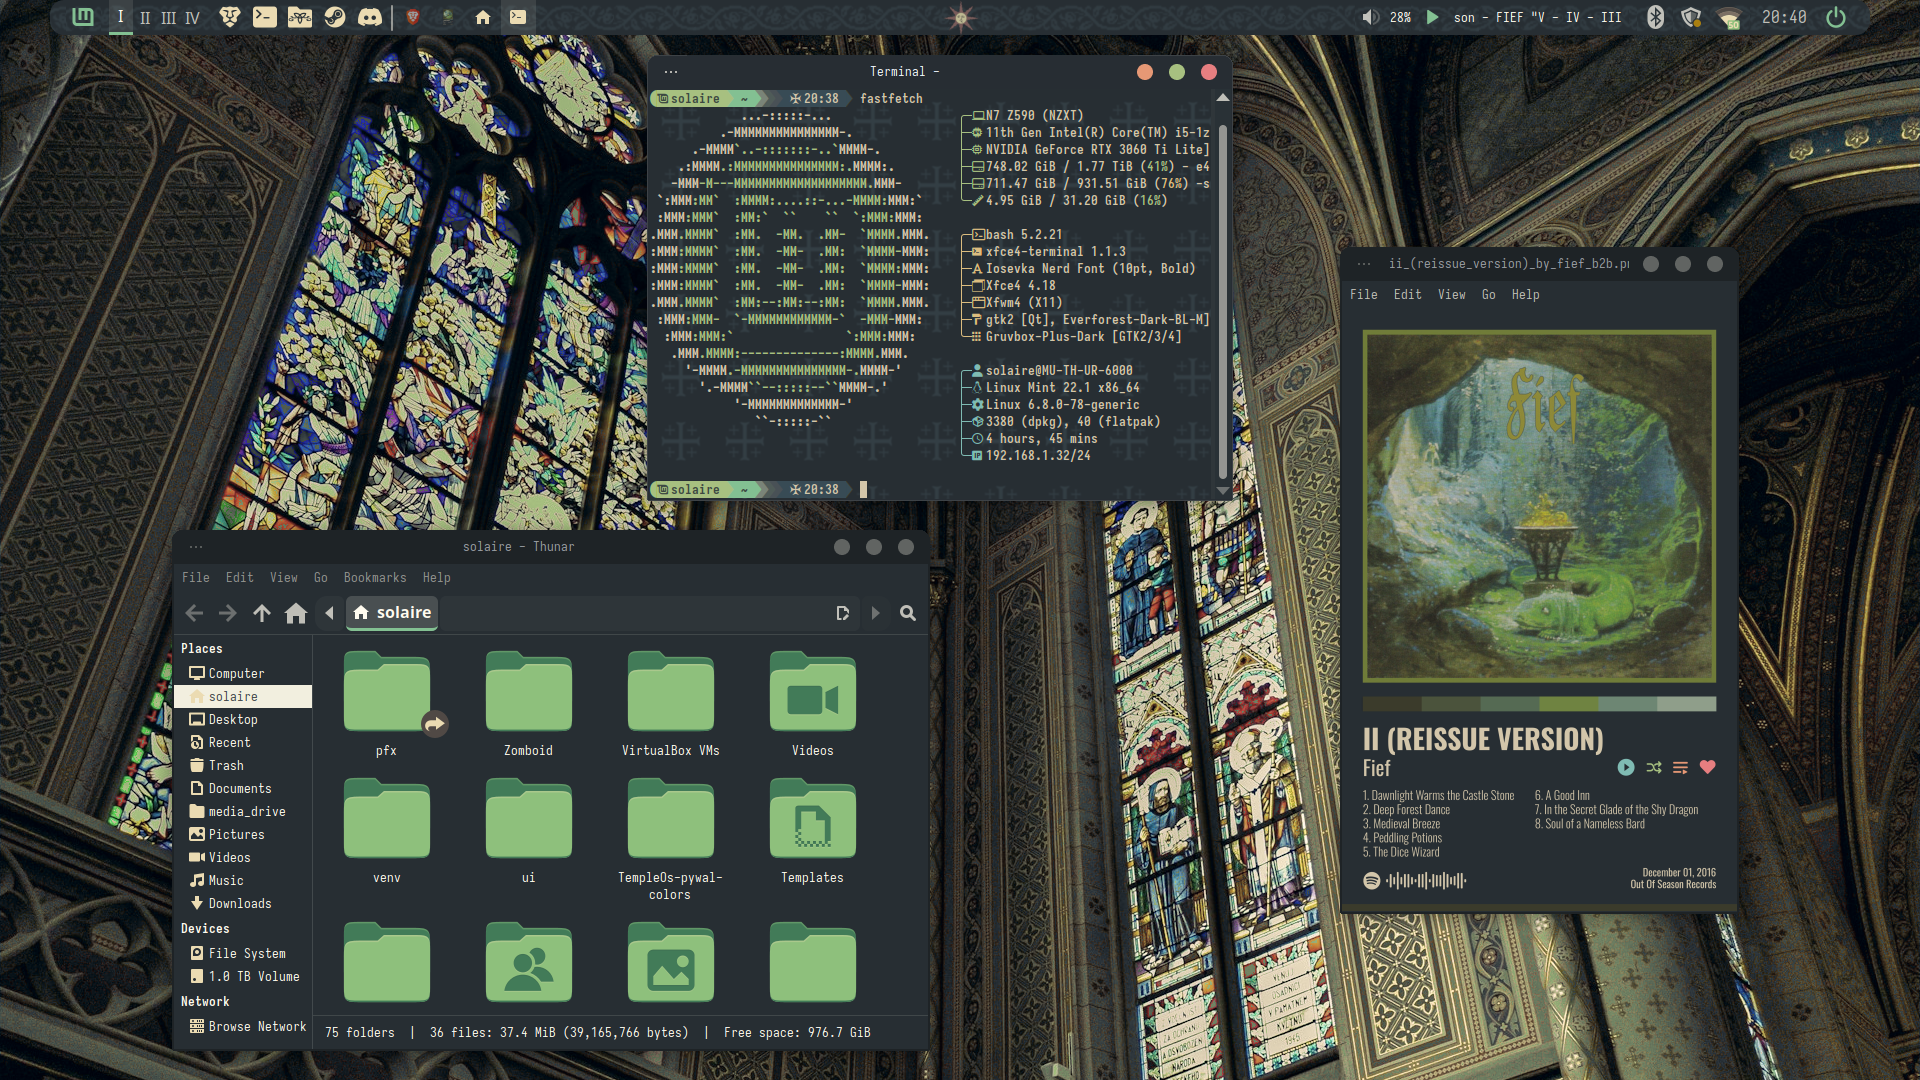 I II III IV
28% son - FIEF "V - IV - III 20:40
Terminal -
solaire ~ 20:38 fastfetch
N7 Z590 (NZXT)
11th Gen Intel(R) Core(TM) i5-1z
NVIDIA GeForce RTX 3060 Ti Lite]
748.02 GiB / 1.77 TiB (41%) - e4
711.47 GiB / 931.51 GiB (76%) -s
4.95 GiB / 31.20 GiB (16%)
bash 5.2.21
xfce4-terminal 1.1.3
Iosevka Nerd Font (10pt, Bold)
Xfce4 4.18
Xfwm4 (X11)
gtk2 [Qt], Everforest-Dark-BL-M]
Gruvbox-Plus-Dark [GTK2/3/4]
solaire@MU-TH-UR-6000
Linux Mint 22.1 x86_64
Linux 6.8.0-78-generic
3380 (dpkg), 40 (flatpak)
4 hours, 45 mins
192.168.1.32/24
solaire ~ 20:38
solaire - Thunar
File Edit View Go Bookmarks Help
solaire
Places
Computer
solaire
Desktop
Recent
Trash
Documents
media_drive
Pictures
Videos
Music
Downloads
Devices
File System
1.0 TB Volume
Network
Browse Network
pfx Zomboid VirtualBox VMs Videos
venv ui TempleOs-pywal-
colors Templates
75 folders | 36 files: 37.4 MiB (39,165,766 bytes) | Free space: 976.7 GiB
ii_(reissue_version)_by_fief_b2b.p
File Edit View Go Help
fief
II (REISSUE VERSION)
Fief
1. Dawnlight Warms the Castle Stone
2. Deep Forest Dance
3. Medieval Breeze
4. Peddling Potions
5. The Dice Wizard
6. A Good Inn
7. In the Secret Glade of the Shy Dragon
8. Soul of a Nameless Bard
December 01, 2016
Out Of Season Records